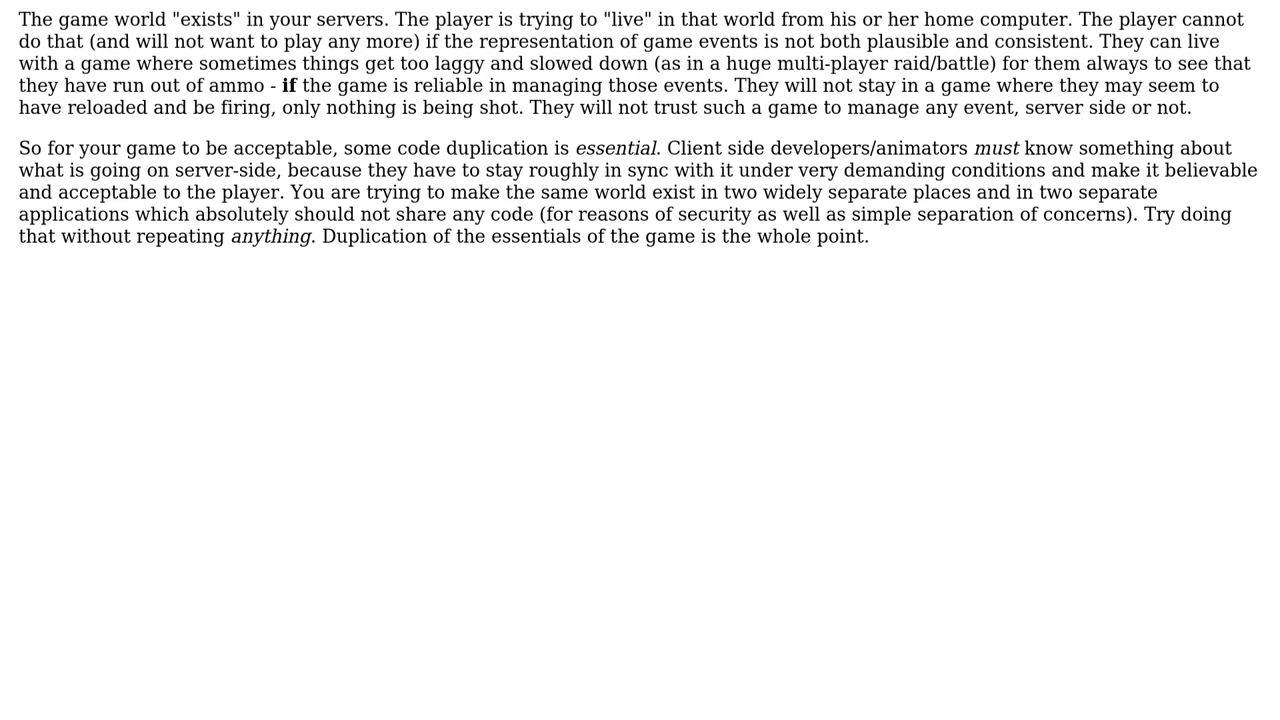 The game world "exists" in your servers. The player is trying to "live" in that world from his or her home computer. The player cannot
do that (and will not want to play any more) if the representation of game events is not both plausible and consistent. They can live
with a game where sometimes things get too laggy and slowed down (as in a huge multi-player raid/battle) for them always to see that
they have run out of ammo - if the game is reliable in managing those events. They will not stay in a game where they may seem to
have reloaded and be firing, only nothing is being shot. They will not trust such a game to manage any event, server side or not.
So for your game to be acceptable, some code duplication is essential. Client side developers/animators must know something about
what is going on server-side, because they have to stay roughly in sync with it under very demanding conditions and make it believable
and acceptable to the player. You are trying to make the same world exist in two widely separate places and in two separate
applications which absolutely should not share any code (for reasons of security as well as simple separation of concerns). Try doing
that without repeating anything. Duplication of the essentials of the game is the whole point.